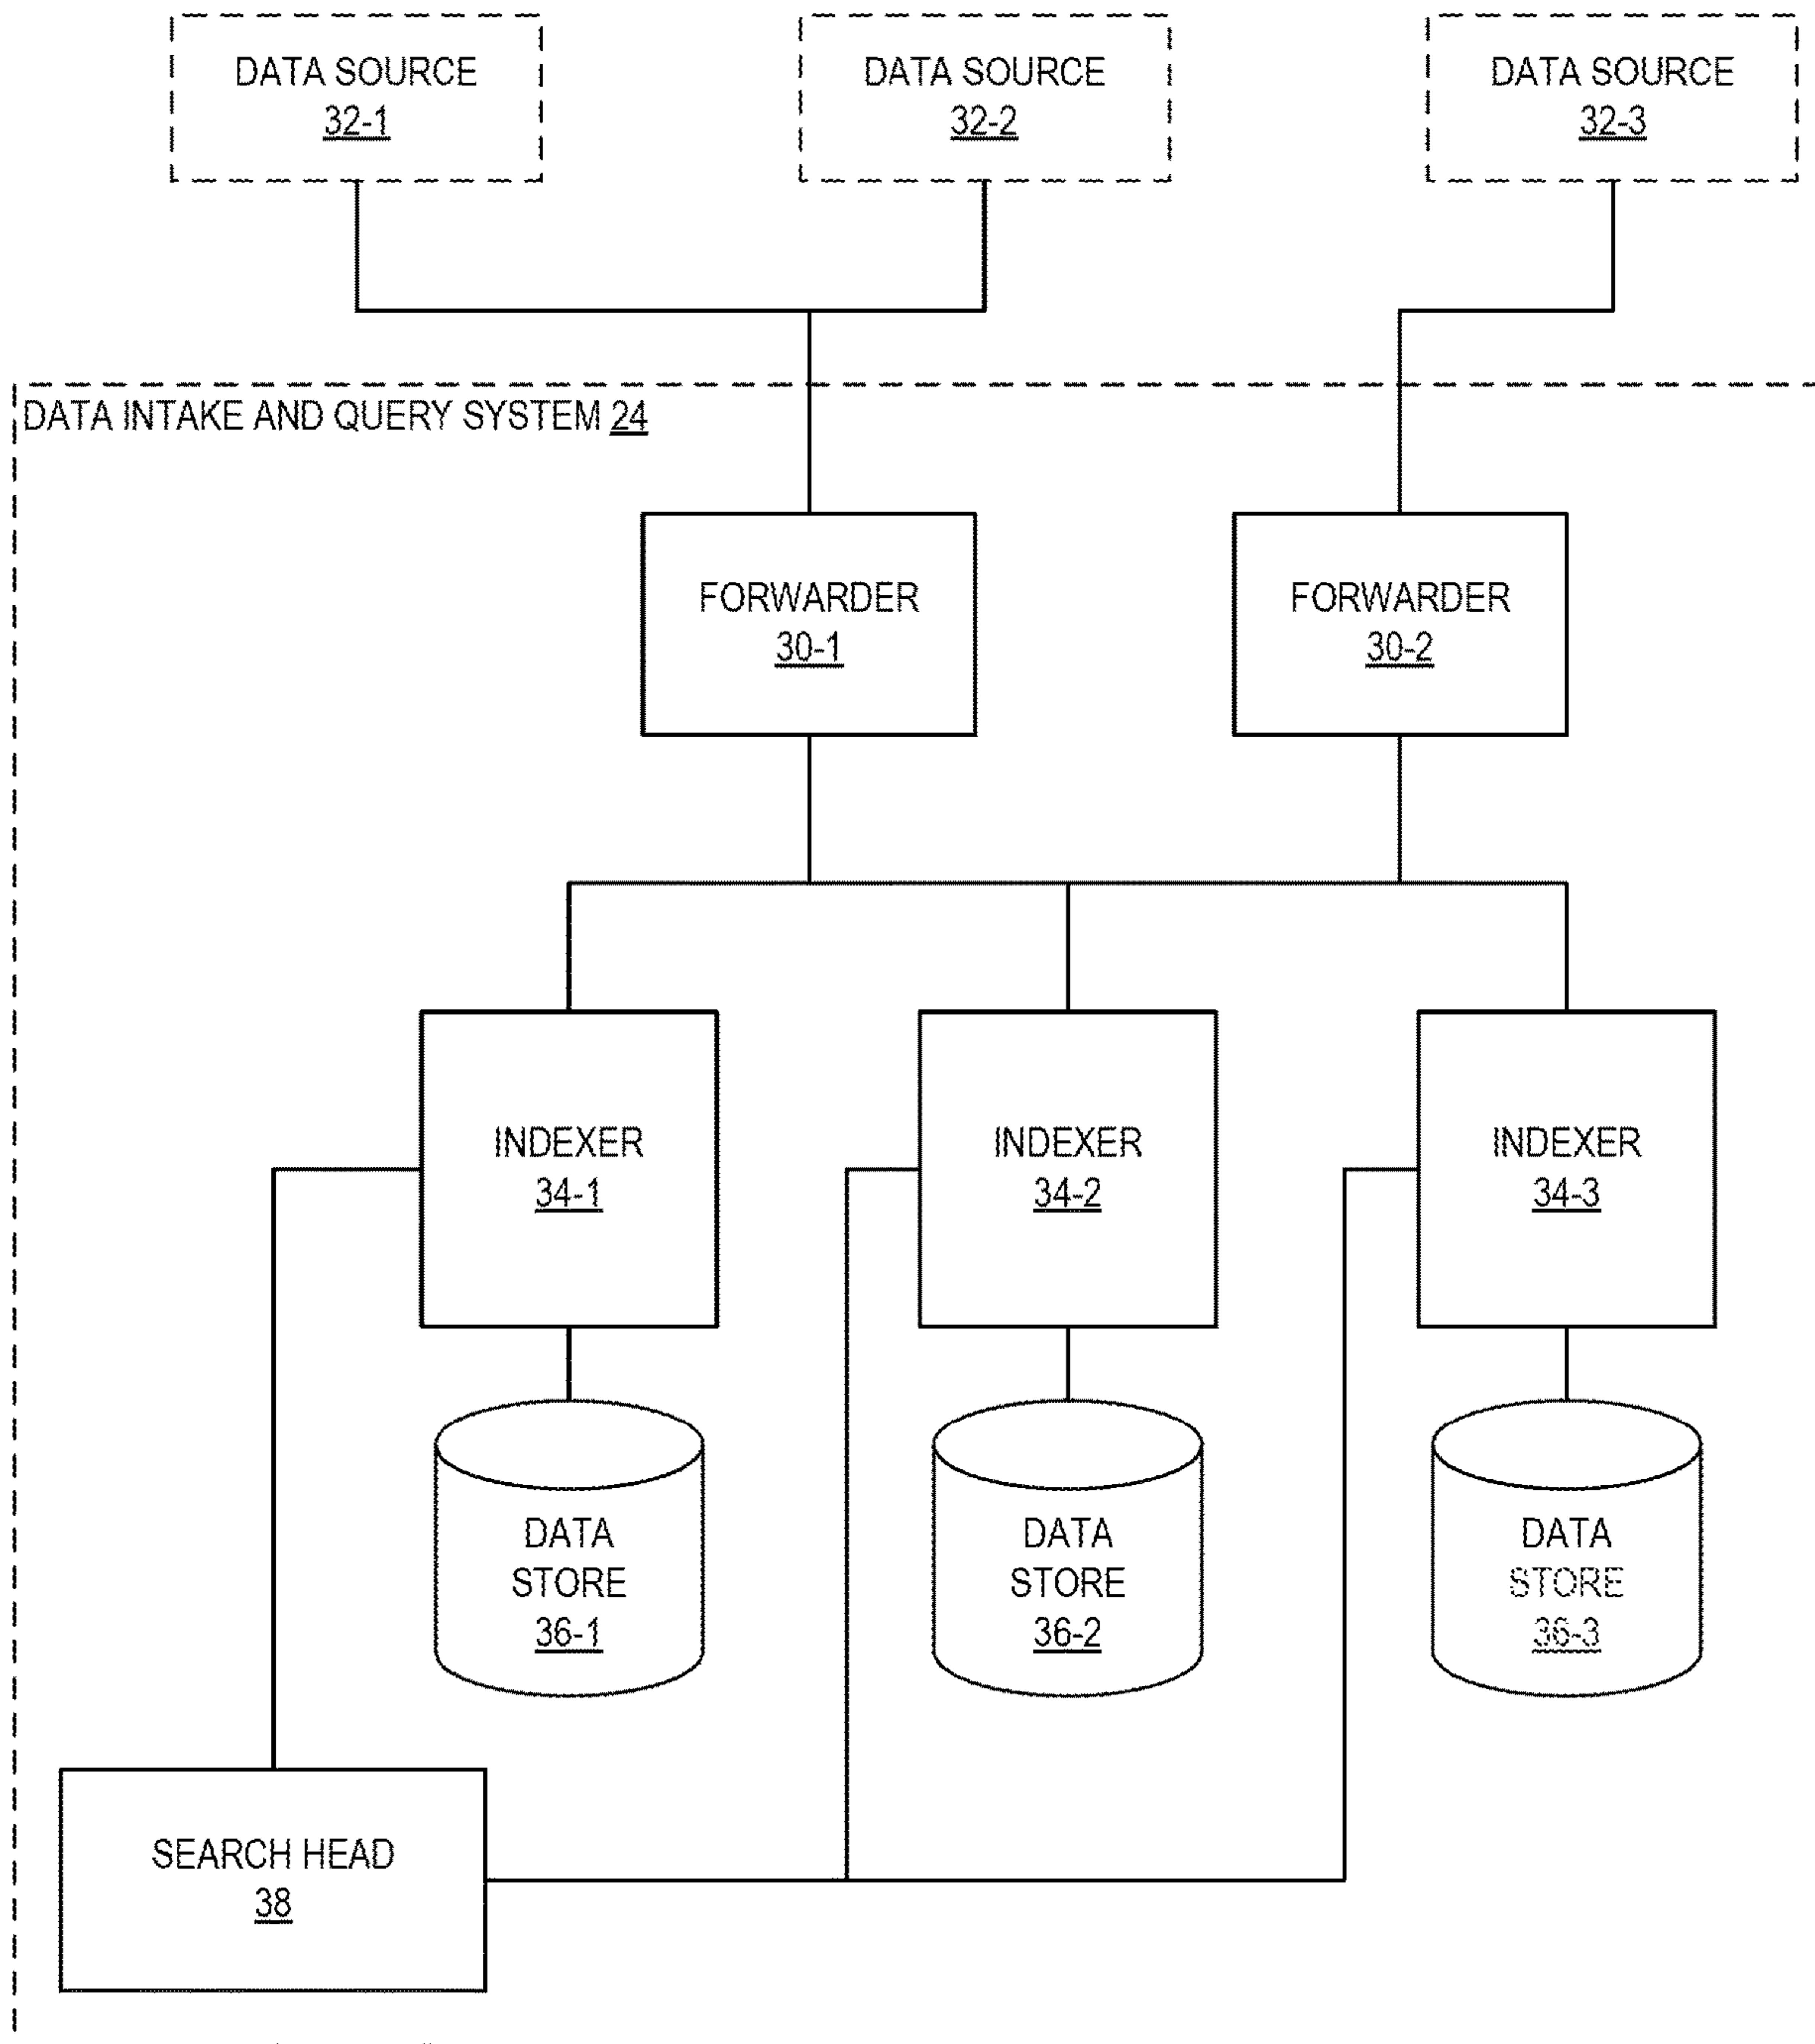 DATA SOURCE
32-1
DATA SOURCE
32-2
DATA SOURCE
32-3
DATA INTAKE AND QUERY SYSTEM 24
FORWARDER
30-1
FORWARDER
30-2
INDEXER
34-1
INDEXER
34-2
INDEXER
34-3
DATA
STORE
36-1
DATA
STORE
36-2
DATA
STORE
36-3
SEARCH HEAD
38